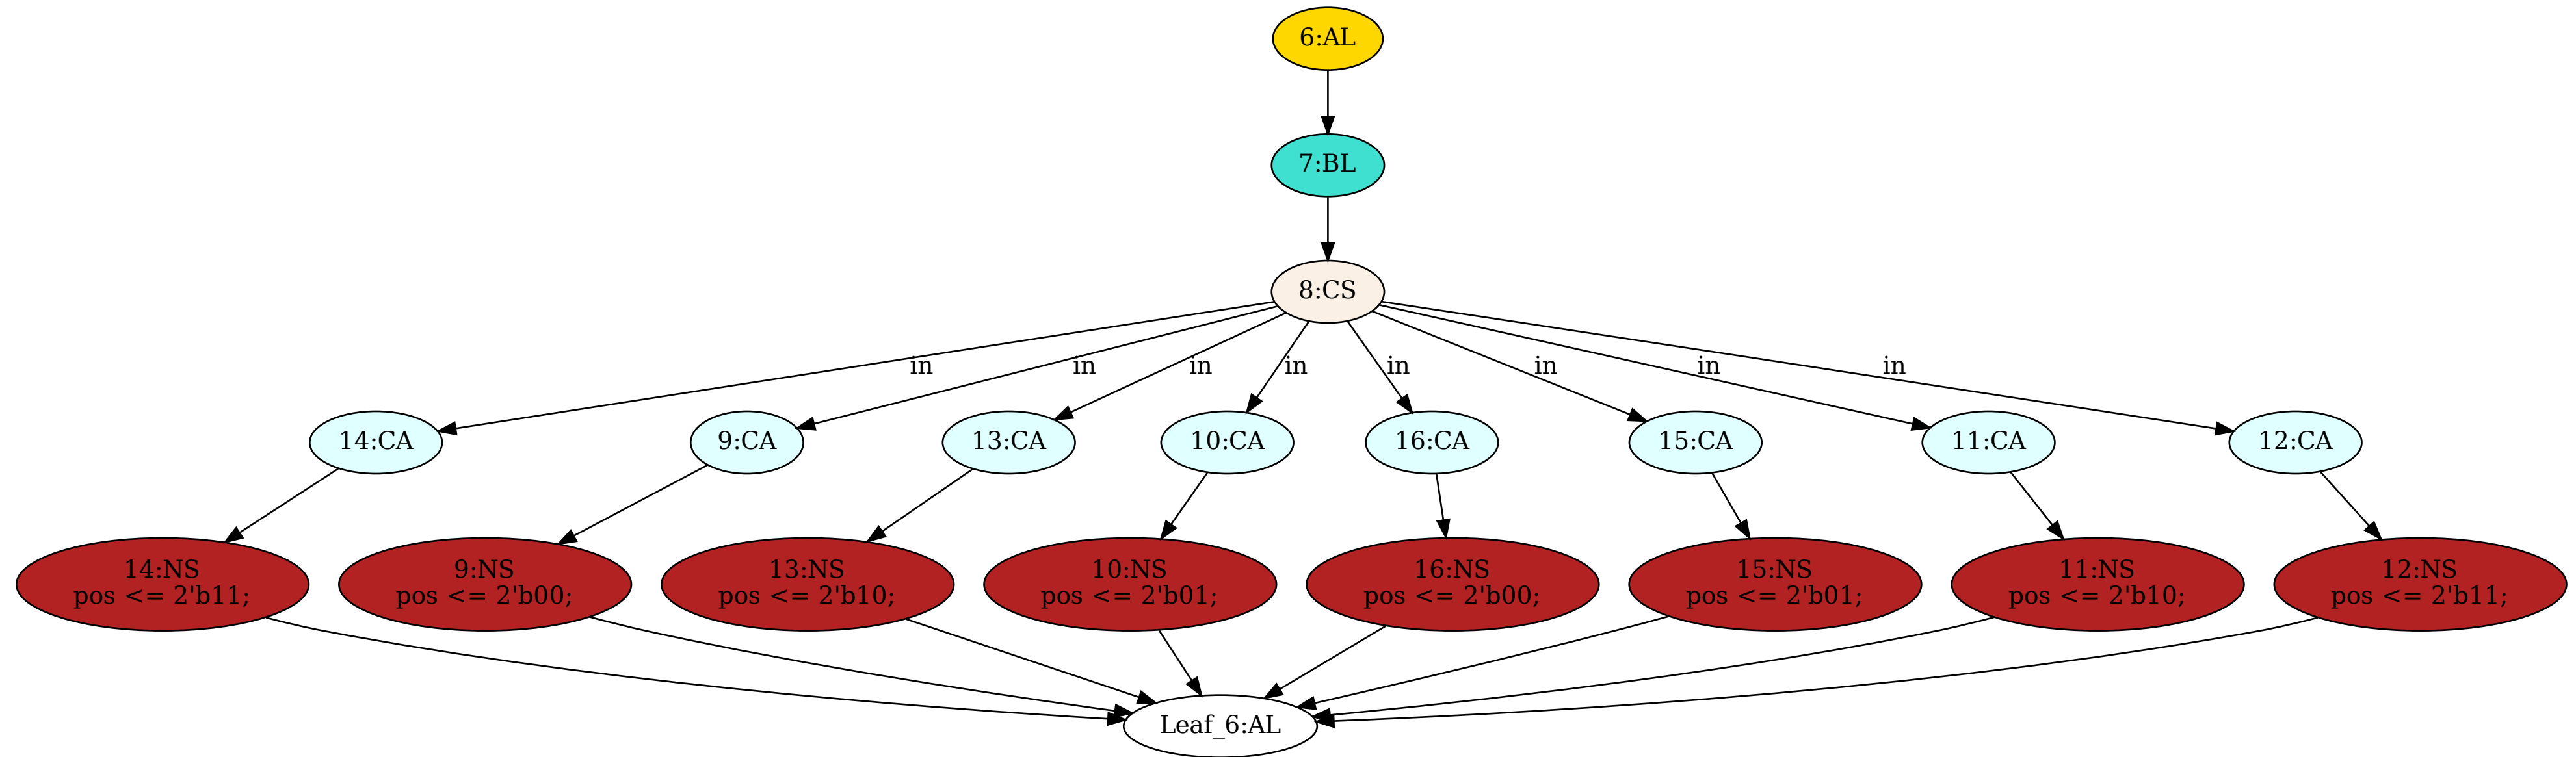 6:AL
7:BL
8:CS
in in in in in in in in
14:CA 9:CA 13:CA 10:CA 16:CA 15:CA 11:CA 12:CA
14:NS
pos <= 2'b11;
9:NS
pos <= 2'b00;
13:NS
pos <= 2'b10;
10:NS
pos <= 2'b01;
16:NS
pos <= 2'b00;
15:NS
pos <= 2'b01;
11:NS
pos <= 2'b10;
12:NS
pos <= 2'b11;
Leaf_6:AL